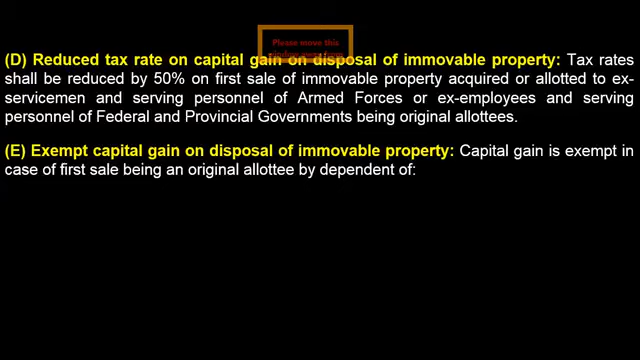 Please move this
window away from
(D) Reduced tax rate on capital gain on disposal of immovable property: Tax rates
shall be reduced by 50% on first sale of immovable property acquired or allotted to ex-
servicemen and serving personnel of Armed Forces or ex-employees and serving
personnel of Federal and Provincial Governments being original allottees.
(E) Exempt capital gain on disposal of immovable property: Capital gain is exempt in
case of first sale being an original allottee by dependent of: